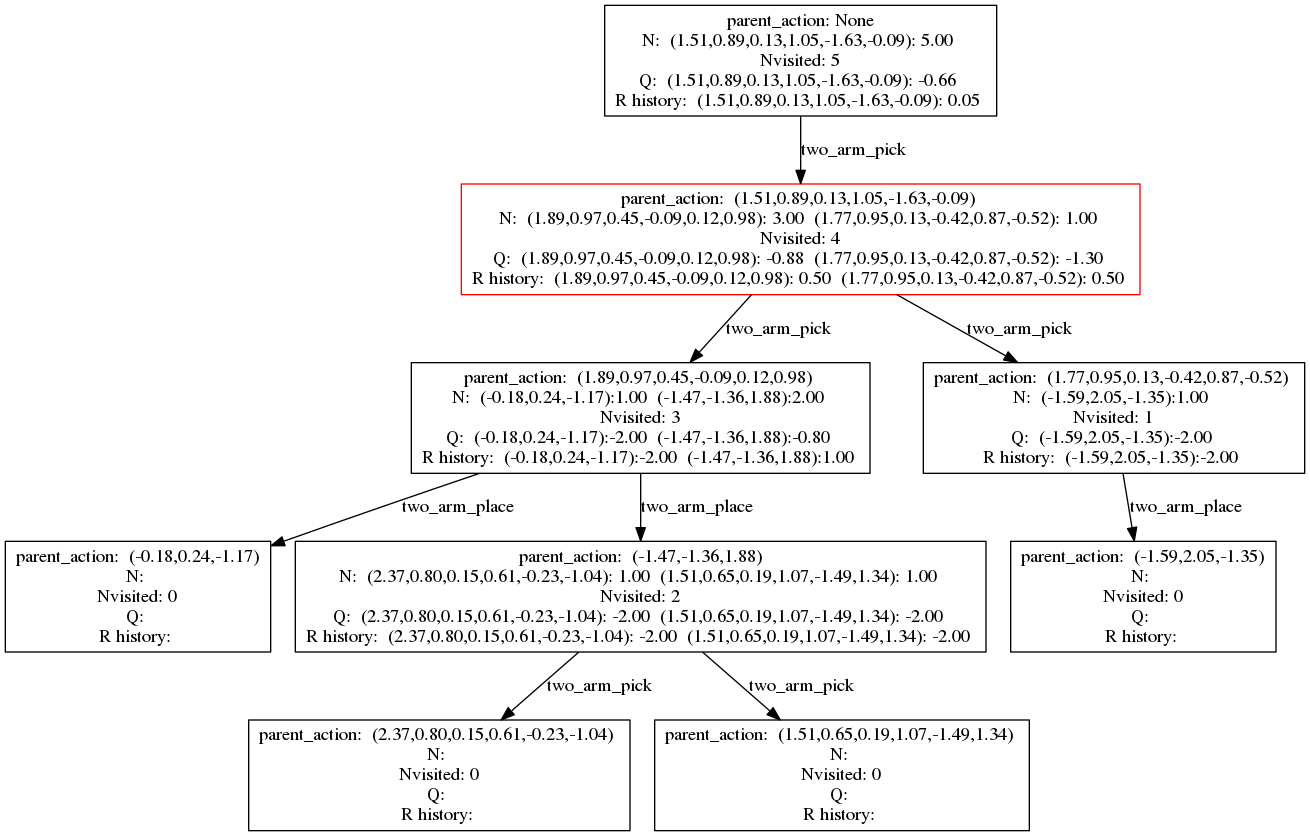 parent_action: None
N: (1.51,0.89,0.13,1.05,-1.63,-0.09): 5.00
Nvisited: 5
Q: (1.51,0.89,0.13,1.05,-1.63,-0.09): -0.66
R history: (1.51,0.89,0.13,1.05,-1.63,-0.09): 0.05
two_arm_pick
parent_action: (1.51,0.89,0.13,1.05,-1.63,-0.09)
N: (1.89,0.97,0.45,-0.09,0.12,0.98): 3.00 (1.77,0.95,0.13,-0.42,0.87,-0.52): 1.00
Nvisited: 4
Q: (1.89,0.97,0.45,-0.09,0.12,0.98): -0.88 (1.77,0.95,0.13,-0.42,0.87,-0.52): -1.30
R history: (1.89,0.97,0.45,-0.09,0.12,0.98): 0.50 (1.77,0.95,0.13,-0.42,0.87,-0.52): 0.50
two_arm_pick
two_arm_pick
parent_action: (1.89,0.97,0.45,-0.09,0.12,0.98)
N: (-0.18,0.24,-1.17):1.00 (-1.47,-1.36,1.88):2.00
Nvisited: 3
Q: (-0.18,0.24,-1.17):-2.00 (-1.47,-1.36,1.88):-0.80
R history: (-0.18,0.24,-1.17):-2.00 (-1.47,-1.36,1.88):1.00
parent_action: (1.77,0.95,0.13,-0.42,0.87,-0.52)
N: (-1.59,2.05,-1.35):1.00
Nvisited: 1
Q: (-1.59,2.05,-1.35):-2.00
R history: (-1.59,2.05,-1.35):-2.00
two_arm_place
two_arm_place
two_arm_place
parent_action: (-0.18,0.24,-1.17)
N:
Nvisited: 0
Q:
R history:
parent_action: (-1.47,-1.36,1.88)
N: (2.37,0.80,0.15,0.61,-0.23,-1.04): 1.00 (1.51,0.65,0.19,1.07,-1.49,1.34): 1.00
Nvisited: 2
Q: (2.37,0.80,0.15,0.61,-0.23,-1.04): -2.00 (1.51,0.65,0.19,1.07,-1.49,1.34): -2.00
R history: (2.37,0.80,0.15,0.61,-0.23,-1.04): -2.00 (1.51,0.65,0.19,1.07,-1.49,1.34): -2.00
parent_action: (-1.59,2.05,-1.35)
N:
Nvisited: 0
Q:
R history:
two_arm_pick
two_arm_pick
parent_action: (2.37,0.80,0.15,0.61,-0.23,-1.04)
N:
Nvisited: 0
Q:
R history:
parent_action: (1.51,0.65,0.19,1.07,-1.49,1.34)
N:
Nvisited: 0
Q:
R history: